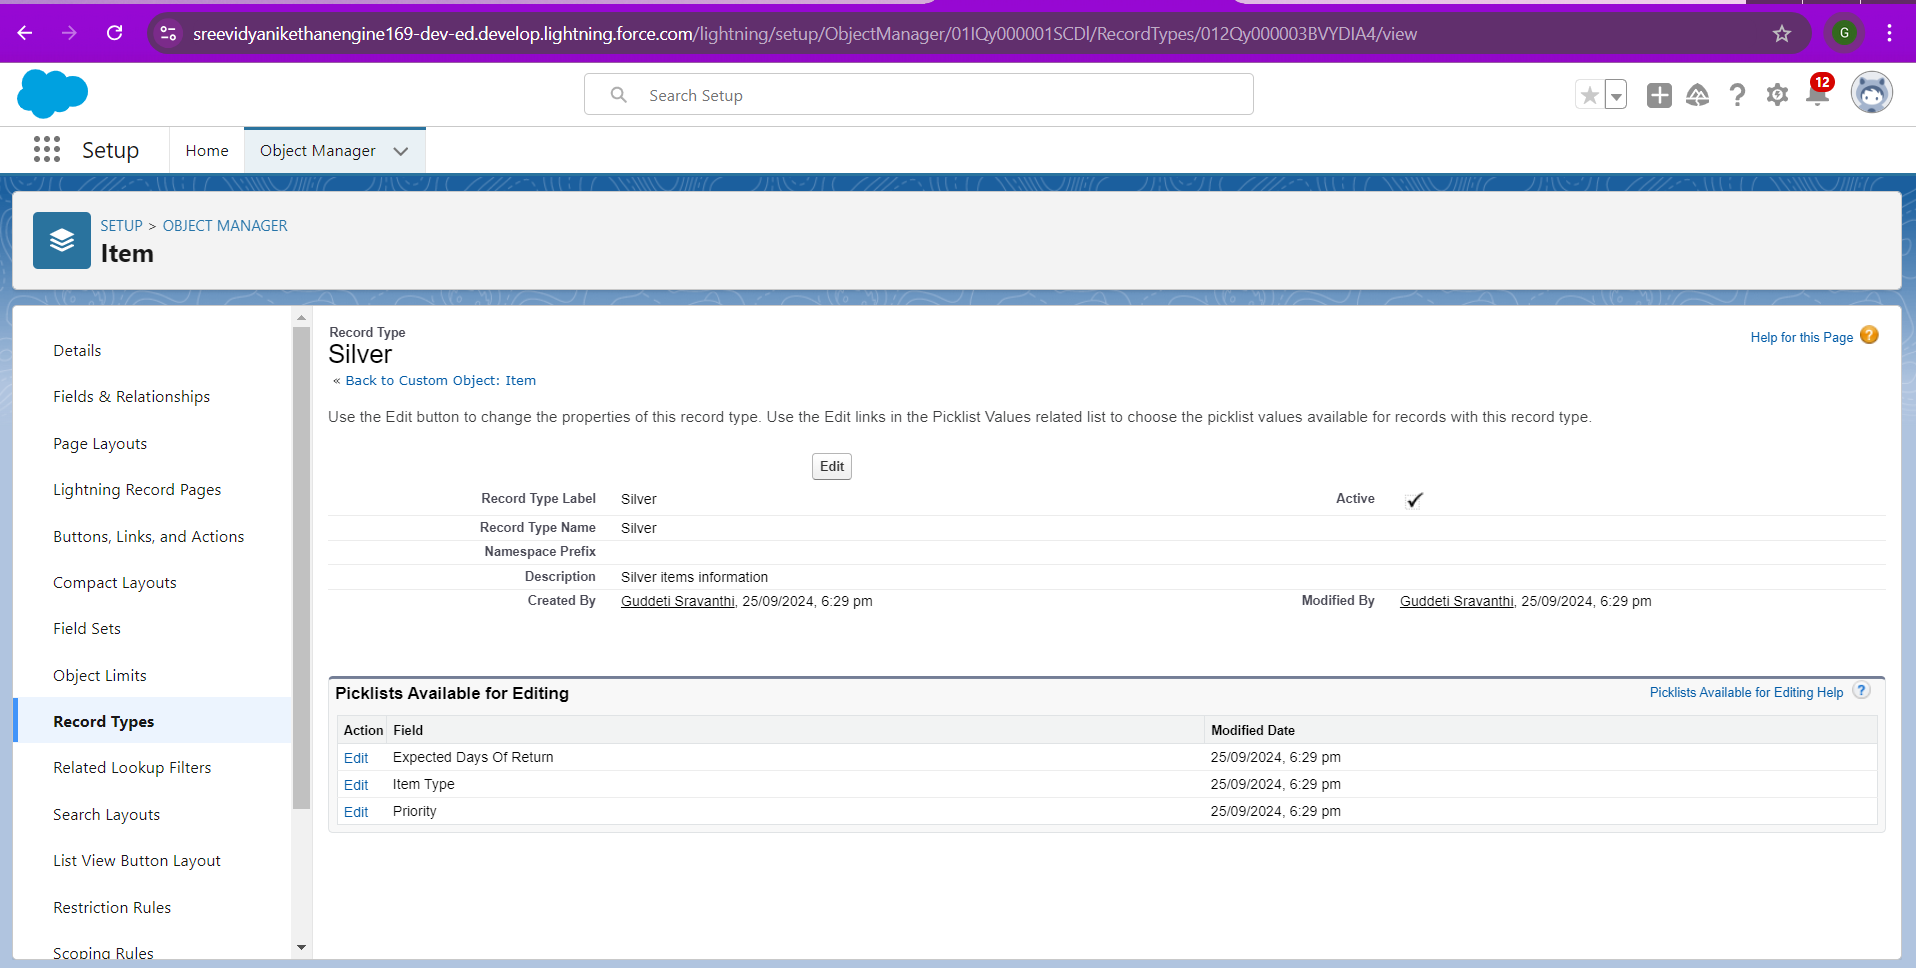 sreevidyanikethanengine169-dev-ed.develop.lightning.force.com/lightning/setup/ObjectManager/01IQy000001SCDl/RecordTypes/012Qy000003BVYDIA4/view
G
Search Setup
12
Setup
Home
Object Manager
SETUP > OBJECT MANAGER
Item
Details
Fields & Relationships
Page Layouts
Lightning Record Pages
Buttons, Links, and Actions
Compact Layouts
Field Sets
Object Limits
Record Types
Related Lookup Filters
Search Layouts
List View Button Layout
Restriction Rules
Scoping Rules
Record Type
Silver
Help for this Page ?
« Back to Custom Object: Item
Use the Edit button to change the properties of this record type. Use the Edit links in the Picklist Values related list to choose the picklist values available for records with this record type.
Edit
Record Type Label Silver Active
Record Type Name Silver
Namespace Prefix
Description Silver items information
Created By Guddeti Sravanthi, 25/09/2024, 6:29 pm Modified By Guddeti Sravanthi, 25/09/2024, 6:29 pm
Picklists Available for Editing Picklists Available for Editing Help ?
Action Field Modified Date
Edit Expected Days Of Return 25/09/2024, 6:29 pm
Edit Item Type 25/09/2024, 6:29 pm
Edit Priority 25/09/2024, 6:29 pm